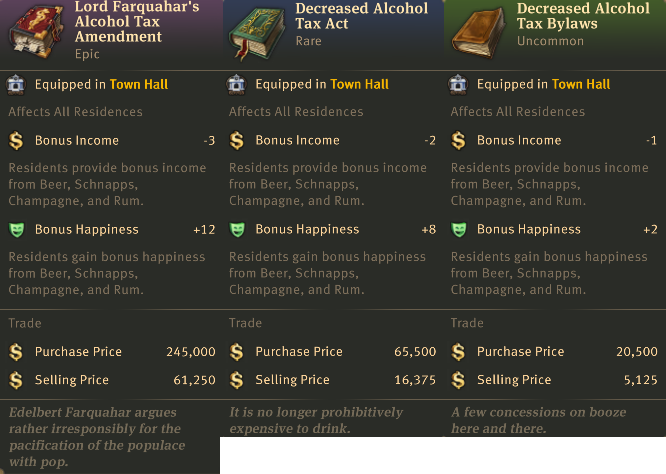 Lord Farquahar's
Alcohol Tax
Amendment
Epic
Equipped in Town Hall
Affects All Residences
Bonus Income -3
Residents provide bonus income
from Beer, Schnapps,
Champagne, and Rum.
Bonus Happiness +12
Residents gain bonus happiness
from Beer, Schnapps,
Champagne, and Rum.
Trade
Purchase Price 245,000
Selling Price 61,250
Edelbert Farquahar argues
rather irresponsibly for the
pacification of the populace
with pop.
Decreased Alcohol
Tax Act
Rare
Equipped in Town Hall
Affects All Residences
Bonus Income -2
Residents provide bonus income
from Beer, Schnapps,
Champagne, and Rum.
Bonus Happiness +8
Residents gain bonus happiness
from Beer, Schnapps,
Champagne, and Rum.
Trade
Purchase Price 65,500
Selling Price 16,375
It is no longer prohibitively
expensive to drink.
Decreased Alcohol
Tax Bylaws
Uncommon
Equipped in Town Hall
Affects All Residences
Bonus Income -1
Residents provide bonus income
from Beer, Schnapps,
Champagne, and Rum.
Bonus Happiness +2
Residents gain bonus happiness
from Beer, Schnapps,
Champagne, and Rum.
Trade
Purchase Price 20,500
Selling Price 5,125
A few concessions on booze
here and there.